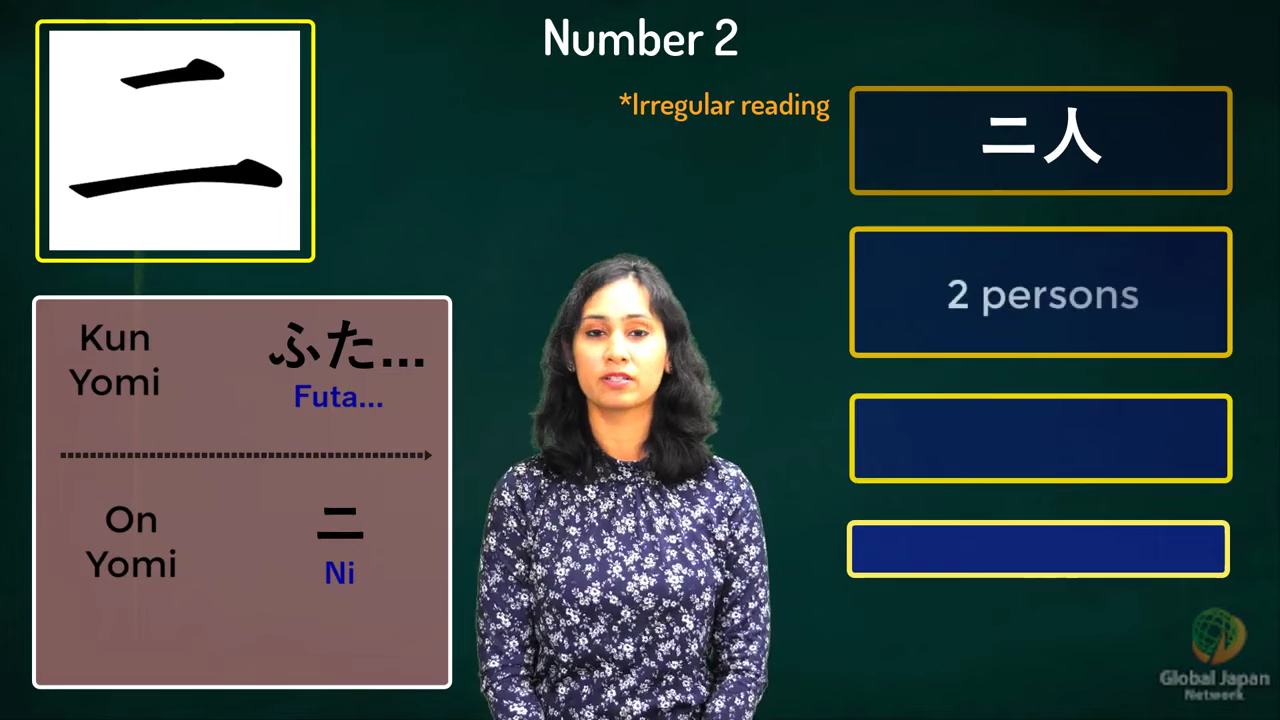 Number 2
二
*Irregular reading
二人
2 persons
Kun
Yomi
ふた...
Futa...
On
Yomi
ニ
Ni
Global Japan
Network